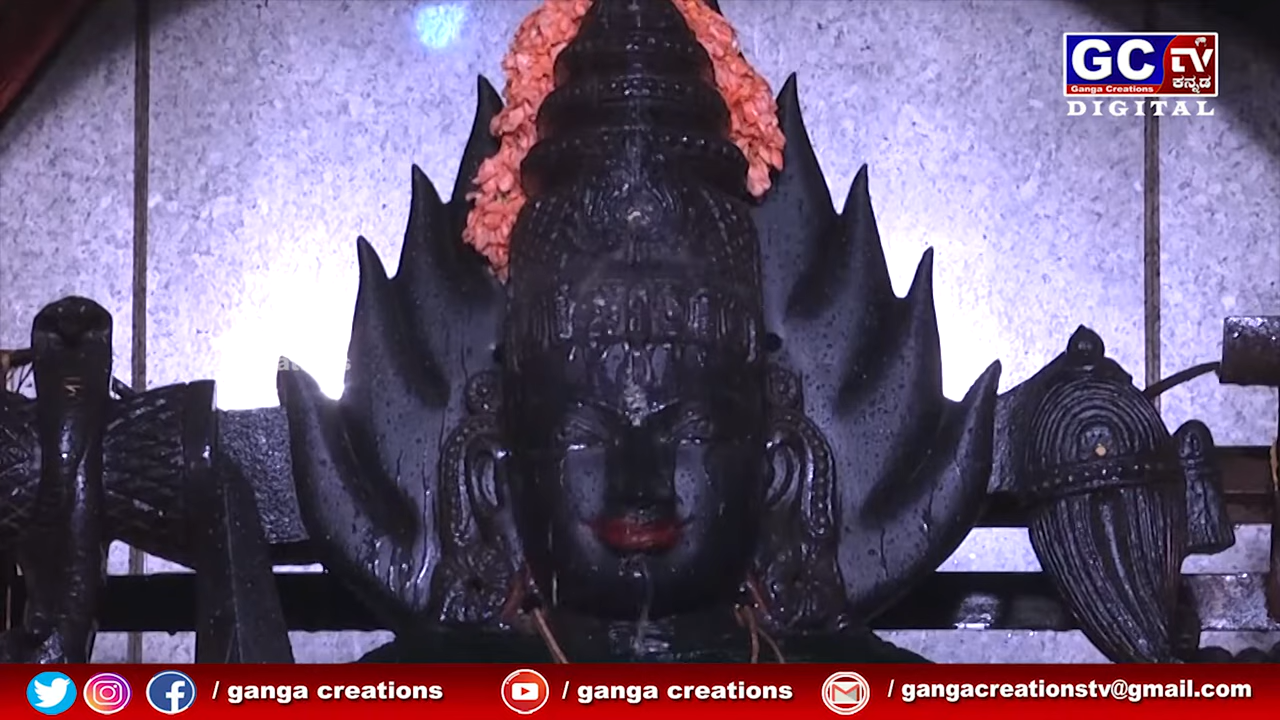 GC TV
Ganga Creations ಕನ್ನಡ
DIGITAL
/ ganga creations / ganga creations / gangacreationstv@gmail.com